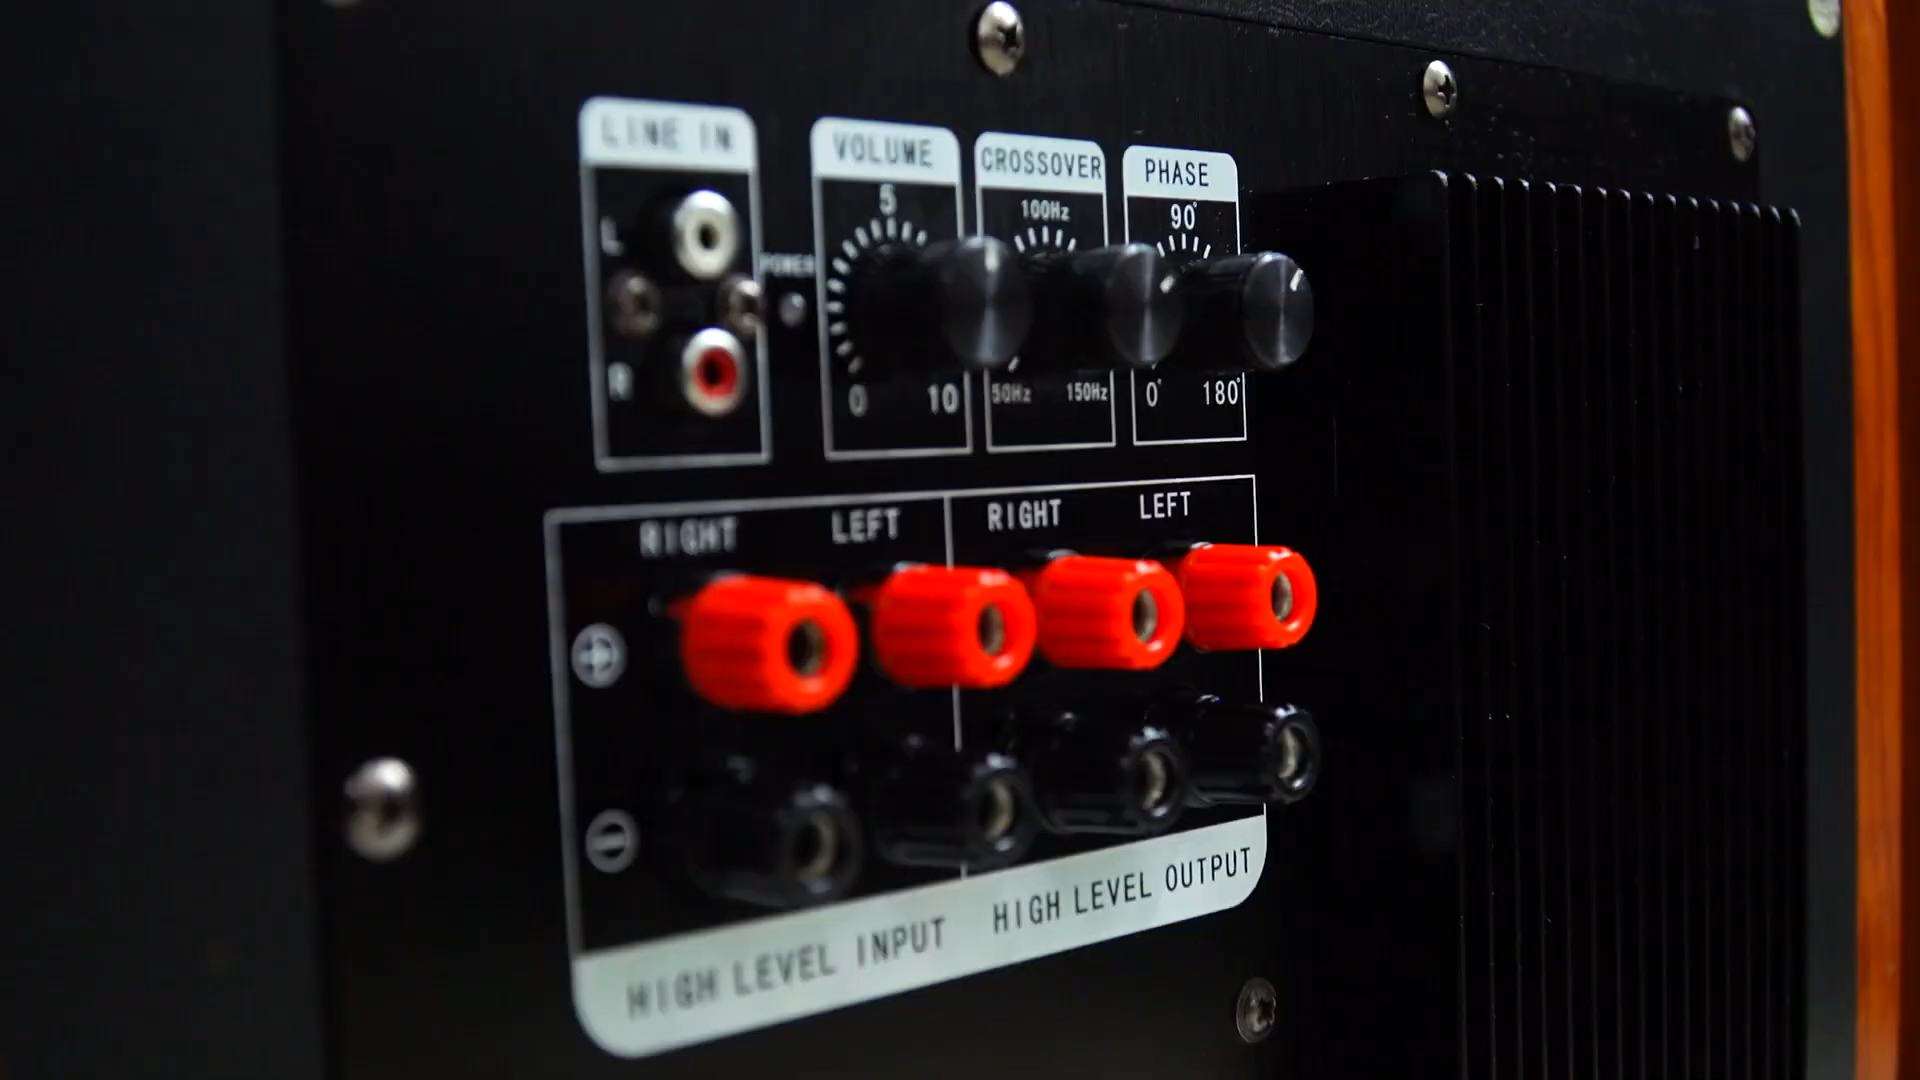 LINE IN
L
R
POWER
VOLUME
5
0 10
CROSSOVER
100Hz
50Hz 150Hz
PHASE
90°
0° 180°
RIGHT LEFT RIGHT LEFT
HIGH LEVEL INPUT HIGH LEVEL OUTPUT